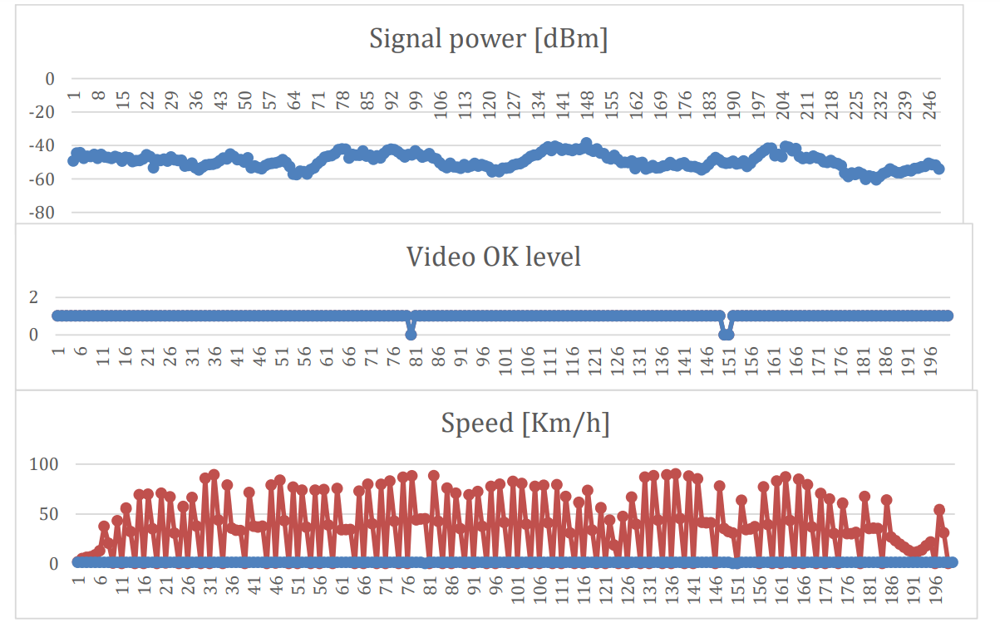 Signal power [dBm]
0
1 8 15 22 29 36 43 50 57 64 71 78 85 92 99 106 113 120 127 134 141 148 155 162 169 176 183 190 197 204 211 218 225 232 239 246
-20
-40
-60
-80
Video OK level
2
0
1 6 11 16 21 26 31 36 41 46 51 56 61 66 71 76 81 86 91 96 101 106 111 116 121 126 131 136 141 146 151 156 161 166 171 176 181 186 191 196
Speed [Km/h]
100
50
0
1 6 11 16 21 26 31 36 41 46 51 56 61 66 71 76 81 86 91 96 101 106 111 116 121 126 131 136 141 146 151 156 161 166 171 176 181 186 191 196